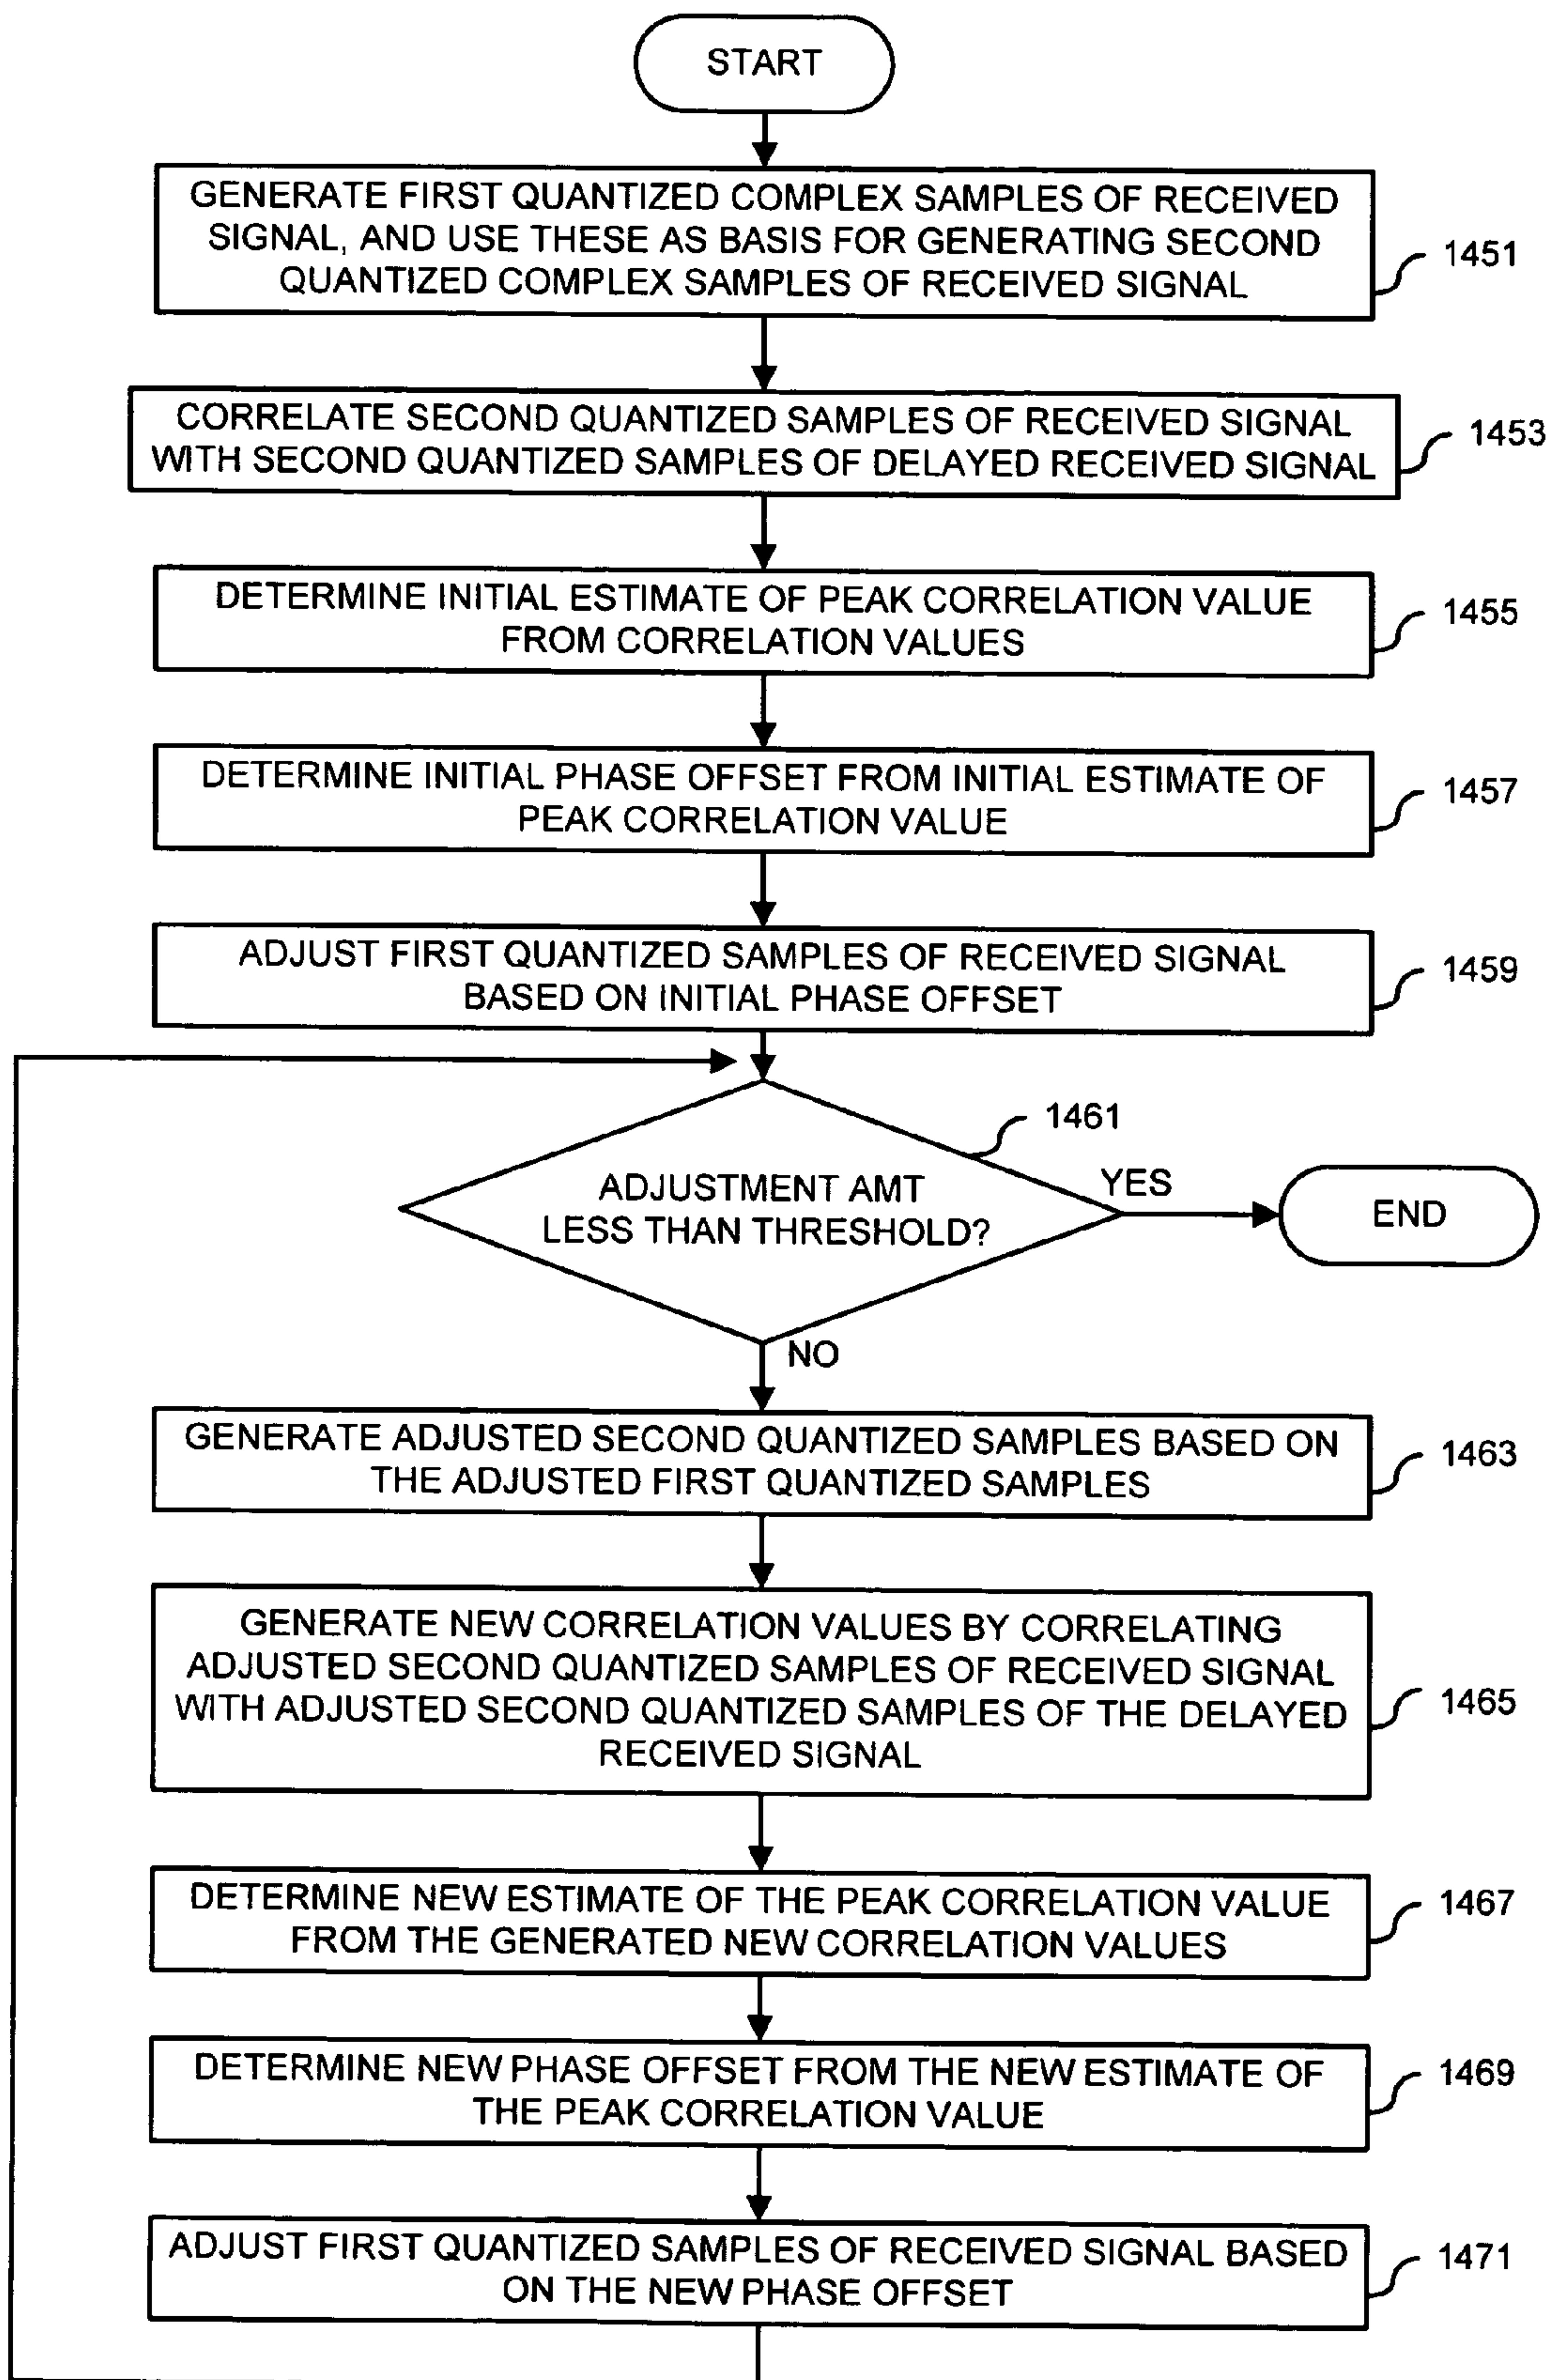 START
GENERATE FIRST QUANTIZED COMPLEX SAMPLES OF RECEIVED
SIGNAL, AND USE THESE AS BASIS FOR GENERATING SECOND
QUANTIZED COMPLEX SAMPLES OF RECEIVED SIGNAL
1451
CORRELATE SECOND QUANTIZED SAMPLES OF RECEIVED SIGNAL
WITH SECOND QUANTIZED SAMPLES OF DELAYED RECEIVED SIGNAL
1453
DETERMINE INITIAL ESTIMATE OF PEAK CORRELATION VALUE
FROM CORRELATION VALUES
1455
DETERMINE INITIAL PHASE OFFSET FROM INITIAL ESTIMATE OF
PEAK CORRELATION VALUE
1457
ADJUST FIRST QUANTIZED SAMPLES OF RECEIVED SIGNAL
BASED ON INITIAL PHASE OFFSET
1459
1461
ADJUSTMENT AMT
LESS THAN THRESHOLD?
YES
END
NO
GENERATE ADJUSTED SECOND QUANTIZED SAMPLES BASED ON
THE ADJUSTED FIRST QUANTIZED SAMPLES
1463
GENERATE NEW CORRELATION VALUES BY CORRELATING
ADJUSTED SECOND QUANTIZED SAMPLES OF RECEIVED SIGNAL
WITH ADJUSTED SECOND QUANTIZED SAMPLES OF THE DELAYED
RECEIVED SIGNAL
1465
DETERMINE NEW ESTIMATE OF THE PEAK CORRELATION VALUE
FROM THE GENERATED NEW CORRELATION VALUES
1467
DETERMINE NEW PHASE OFFSET FROM THE NEW ESTIMATE OF
THE PEAK CORRELATION VALUE
1469
ADJUST FIRST QUANTIZED SAMPLES OF RECEIVED SIGNAL BASED
ON THE NEW PHASE OFFSET
1471